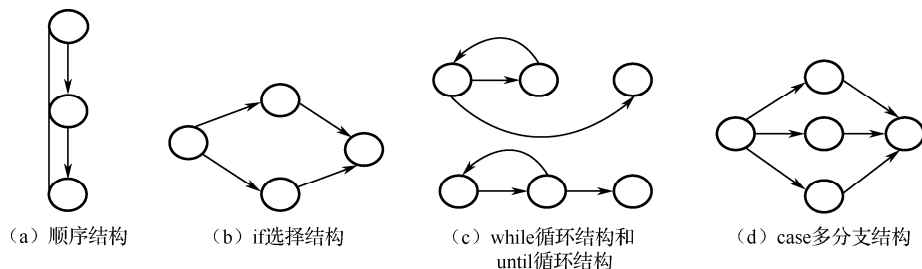 （a）顺序结构
（b）if选择结构
（c）while循环结构和
until循环结构
（d）case多分支结构